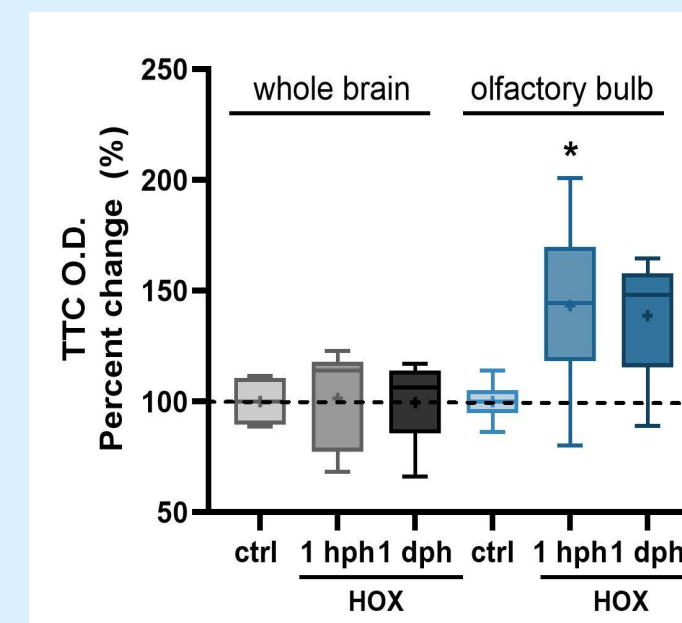 250
whole brain
olfactory bulb
*
200
TTC O.D.
Percent change (%)
150
100
50
ctrl 1 hph 1 dph ctrl 1 hph 1 dph
HOX
HOX